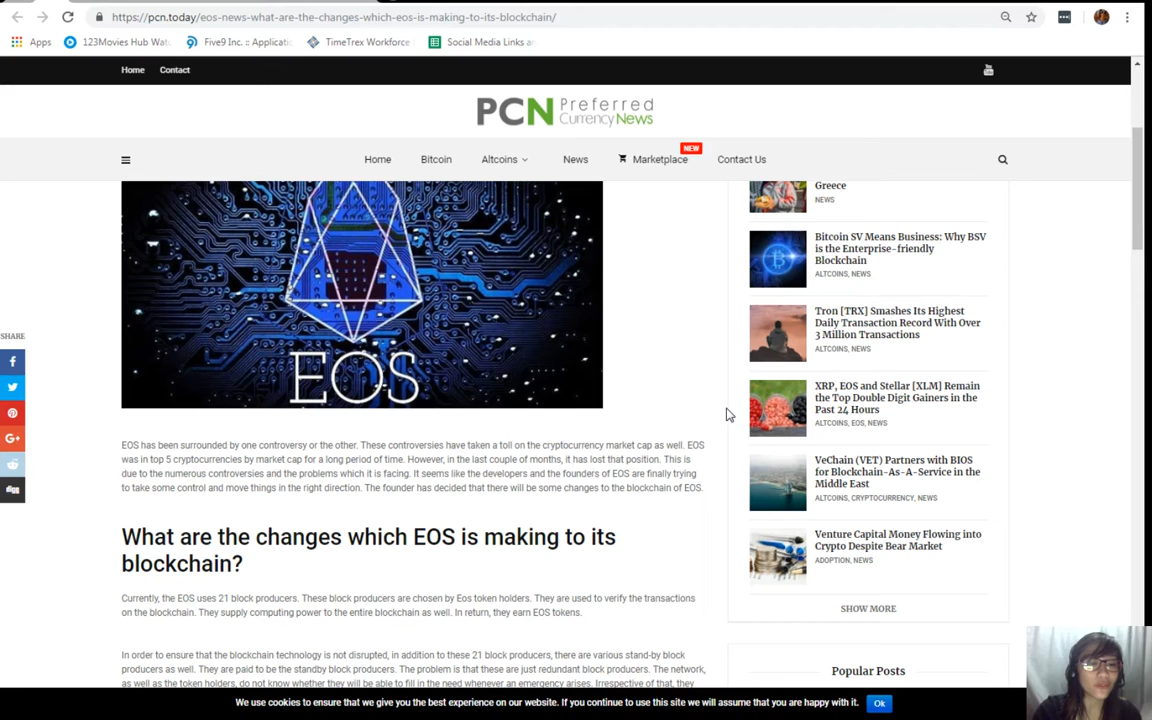 https://pcn.today/eos-news-what-are-the-changes-which-eos-is-making-to-its-blockchain/
Apps 123Movies Hub Wat Five9 Inc. :: Applicati TimeTrex Workforce Social Media Links a
Home Contact
PCN Preferred
Currency News
NEW
Home Bitcoin Altcoins News Marketplace Contact Us
EOS
SHARE
EOS has been surrounded by one controversy or the other. These controversies have taken a toll on the cryptocurrency market cap as well. EOS
was in top 5 cryptocurrencies by market cap for a long period of time. However, in the last couple of months, it has lost that position. This is
due to the numerous controversies and the problems which it is facing. It seems like the developers and the founders of EOS are finally trying
to take some control and move things in the right direction. The founder has decided that there will be some changes to the blockchain of EOS.
What are the changes which EOS is making to its
blockchain?
Currently, the EOS uses 21 block producers. These block producers are chosen by Eos token holders. They are used to verify the transactions
on the blockchain. They supply computing power to the entire blockchain as well. In return, they earn EOS tokens.
In order to ensure that the blockchain technology is not disrupted, in addition to these 21 block producers, there are various stand-by block
producers as well. They are paid to be the standby block producers. The problem is that these are just redundant block producers. The network,
as well as the token holders, do not know whether they will be able to fill in the need whenever an emergency arises. Irrespective of that, they
Greece
NEWS
Bitcoin SV Means Business: Why BSV
is the Enterprise-friendly
Blockchain
ALTCOINS, NEWS
Tron [TRX] Smashes Its Highest
Daily Transaction Record With Over
3 Million Transactions
ALTCOINS, NEWS
XRP, EOS and Stellar [XLM] Remain
the Top Double Digit Gainers in the
Past 24 Hours
ALTCOINS, EOS, NEWS
VeChain (VET) Partners with BIOS
for Blockchain-As-A-Service in the
Middle East
ALTCOINS, CRYPTOCURRENCY, NEWS
Venture Capital Money Flowing into
Crypto Despite Bear Market
ADOPTION, NEWS
SHOW MORE
Popular Posts
We use cookies to ensure that we give you the best experience on our website. If you continue to use this site we will assume that you are happy with it. Ok